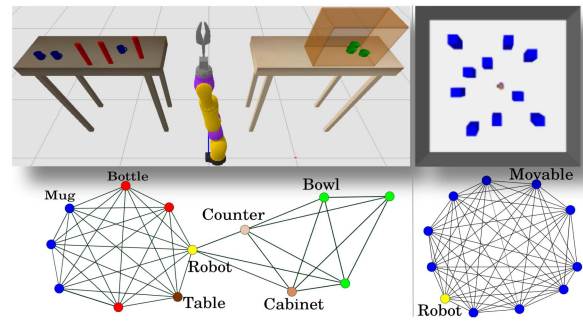 Bottle
Mug
Robot
Table
Bowl
Counter
Cabinet
Movable
Robot